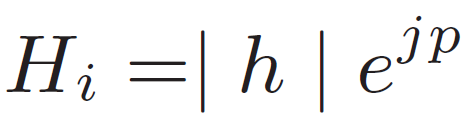 H_i =| h | e^{jp}